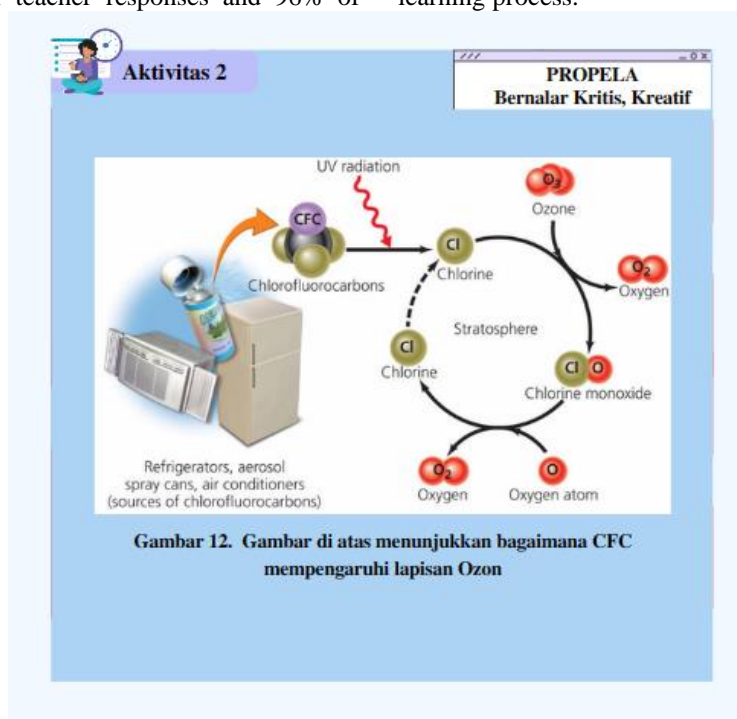 teacher responses and 98% of learning process.
Aktivitas 2
PROPELA
Bernalar Kritis, Kreatif
UV radiation
CFC
Chlorofluorocarbons
Cl
Chlorine
O3
Ozone
O2
Oxygen
Stratosphere
Cl
Chlorine
Cl O
Chlorine monoxide
O2
Oxygen
O
Oxygen atom
Refrigerators, aerosol
spray cans, air conditioners
(sources of chlorofluorocarbons)
Gambar 12. Gambar di atas menunjukkan bagaimana CFC
mempengaruhi lapisan Ozon